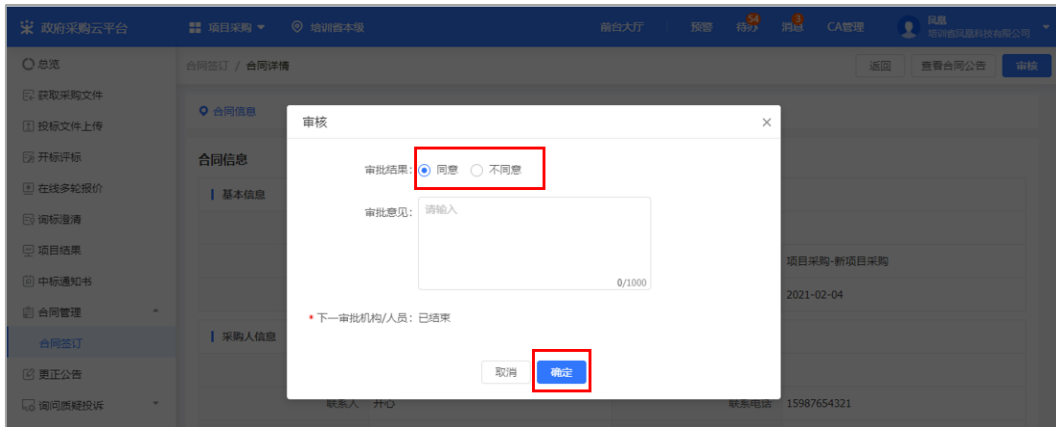 政府采购云平台 项目采购 培训省本级 前台大厅 预警 待办 54 消息 3 CA管理 凤凰
培训省凤凰科技有限公司
总览 合同签订 / 合同详情 返回 查看合同公告 审核
获取采购文件
合同信息
投标文件上传
审核
开标评标 合同信息
审批结果: 同意 不同意
在线多轮报价 基本信息
审批意见: 请输入
询标澄清
项目结果 项目采购-新项目采购
中标通知书 0/1000 2021-02-04
合同管理
* 下一审批机构/人员: 已结束
合同签订 采购人信息
更正公告 取消 确定
询问质疑投诉 联系人 开心 联系电话 15987654321